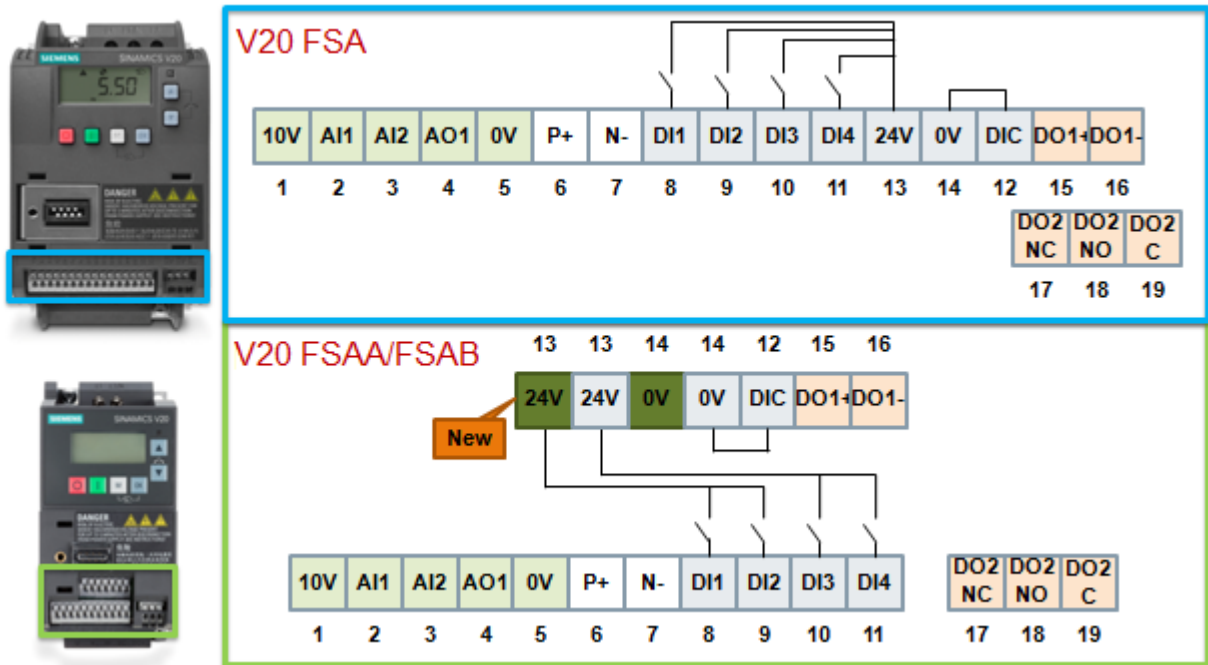 SIEMENS
SINAMICS V20
5.50
DANGER
V20 FSA
10V AI1 AI2 AO1 0V P+ N- DI1 DI2 DI3 DI4 24V 0V DIC DO1+ DO1-
1 2 3 4 5 6 7 8 9 10 11 13 14 12 15 16
DO2 NC DO2 NO DO2 C
17 18 19
V20 FSAA/FSAB
13 13 14 14 12 15 16
24V 24V 0V 0V DIC DO1+ DO1-
New
SIEMENS
SINAMICS V20
DANGER
10V AI1 AI2 AO1 0V P+ N- DI1 DI2 DI3 DI4
DO2 NC DO2 NO DO2 C
1 2 3 4 5 6 7 8 9 10 11 17 18 19